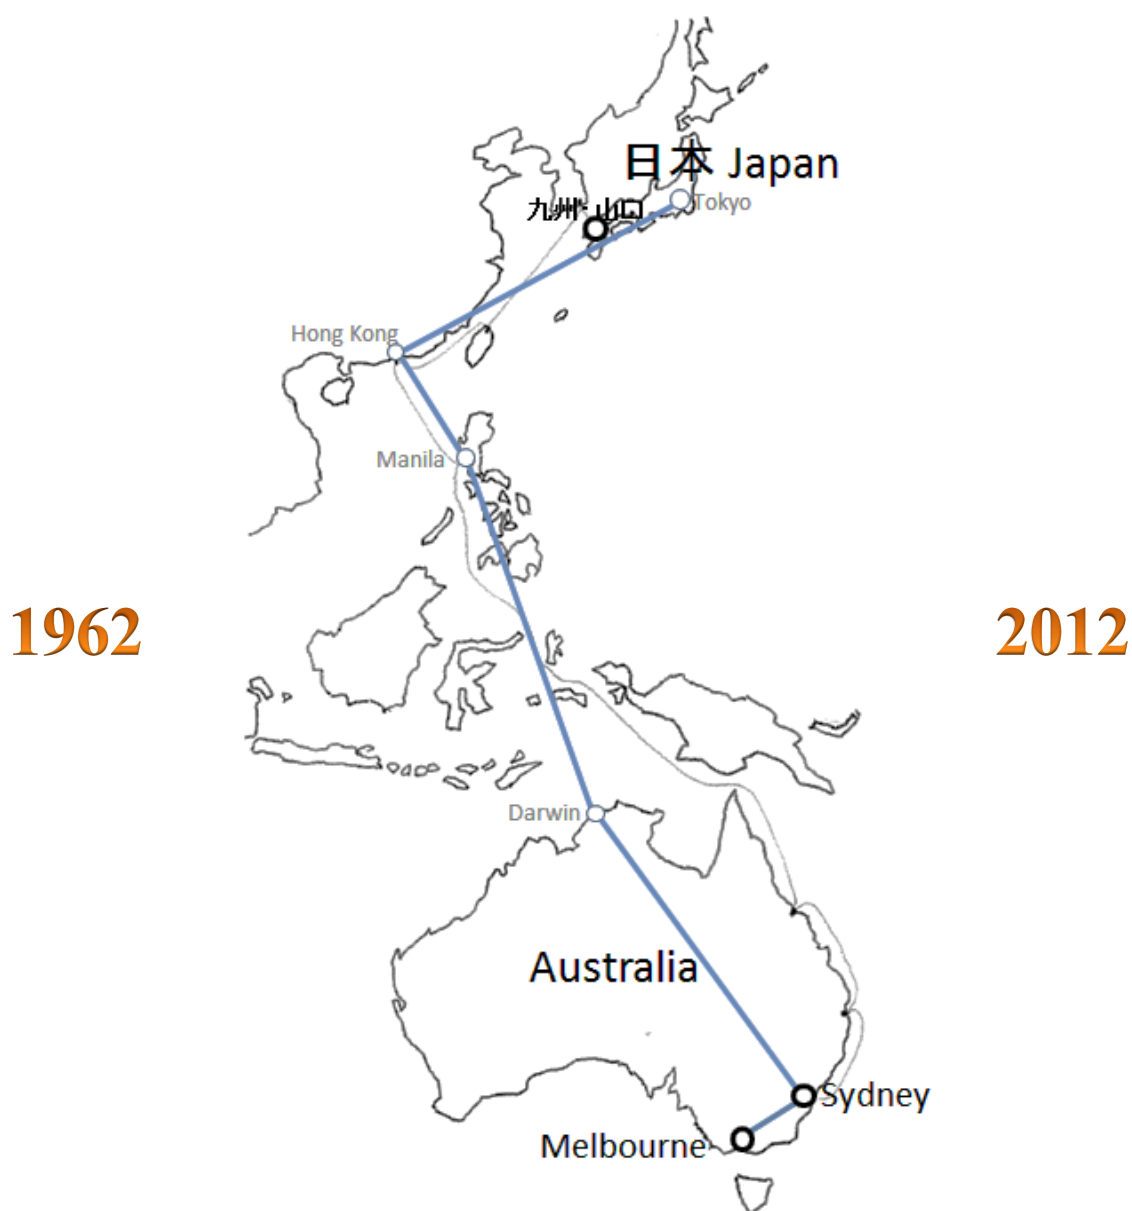 日本 Japan
九州・山口
Tokyo
Hong Kong
Manila
1962
2012
Darwin
Australia
Sydney
Melbourne